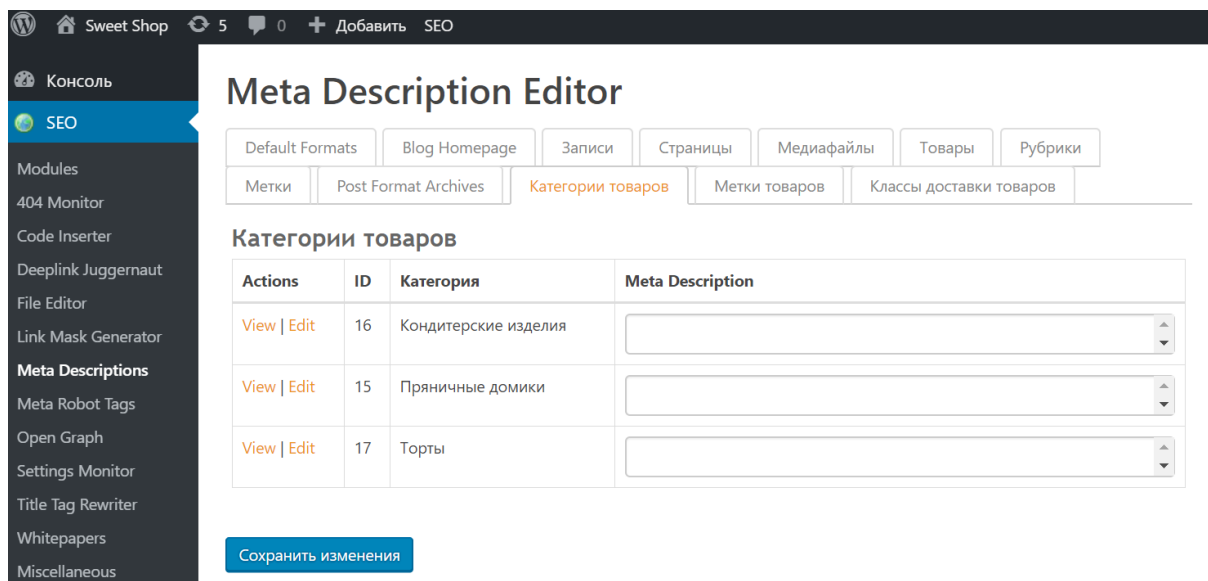 Sweet Shop 5 0 Добавить SEO
Консоль
SEO
Modules
404 Monitor
Code Inserter
Deeplink Juggernaut
File Editor
Link Mask Generator
Meta Descriptions
Meta Robot Tags
Open Graph
Settings Monitor
Title Tag Rewriter
Whitepapers
Miscellaneous
Meta Description Editor
Default Formats Blog Homepage Записи Страницы Медиафайлы Товары Рубрики
Метки Post Format Archives Категории товаров Метки товаров Классы доставки товаров
Категории товаров
Actions ID Категория Meta Description
View | Edit 16 Кондитерские изделия
View | Edit 15 Пряничные домики
View | Edit 17 Торты
Сохранить изменения